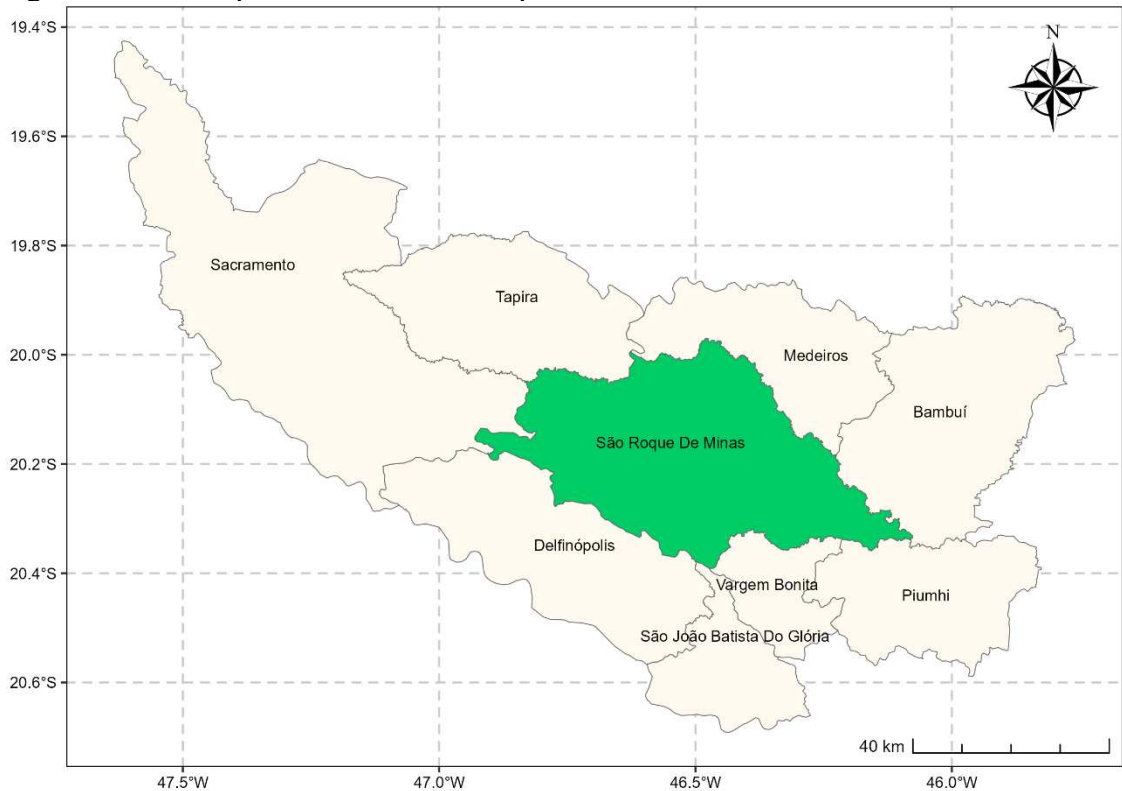 19.4°S
N
19.6°S
19.8°S
Sacramento
Tapira
20.0°S
Medeiros
Bambuí
São Roque De Minas
20.2°S
Delfinópolis
20.4°S
Vargem Bonita
Piumhi
São João Batista Do Glória
20.6°S
40 km
47.5°W
47.0°W
46.5°W
46.0°W